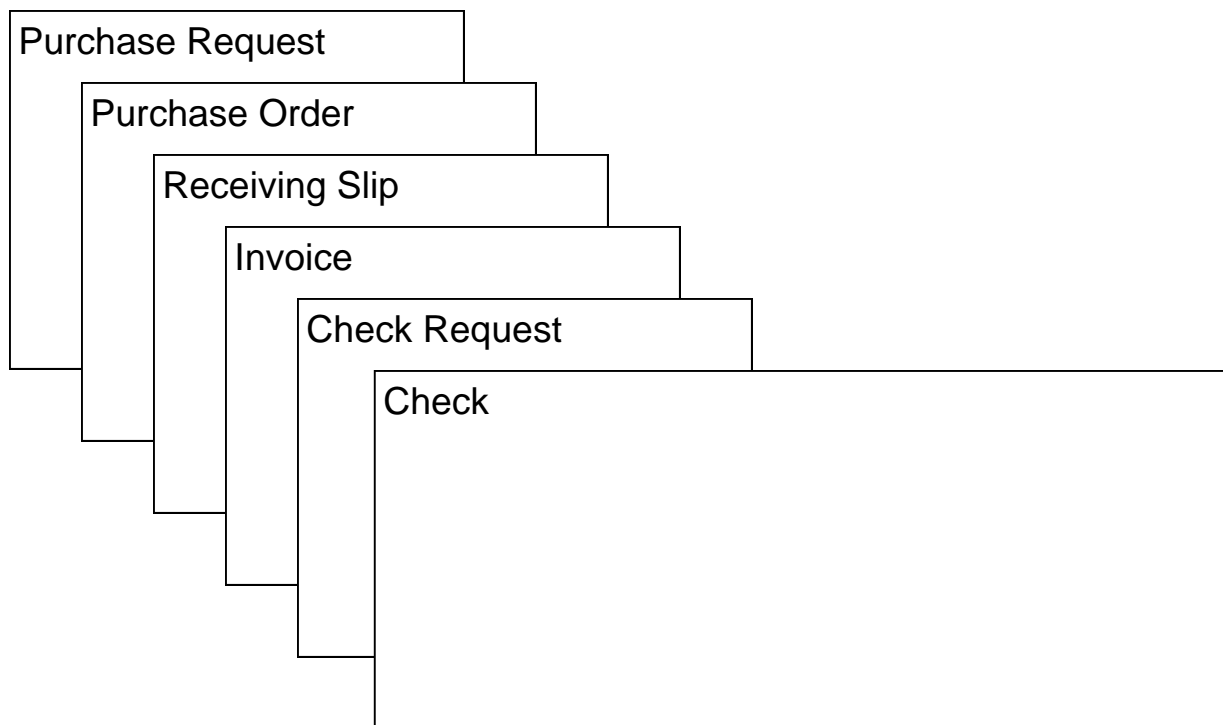 Purchase Request
Purchase Order
Receiving Slip
Invoice
Check Request
Check